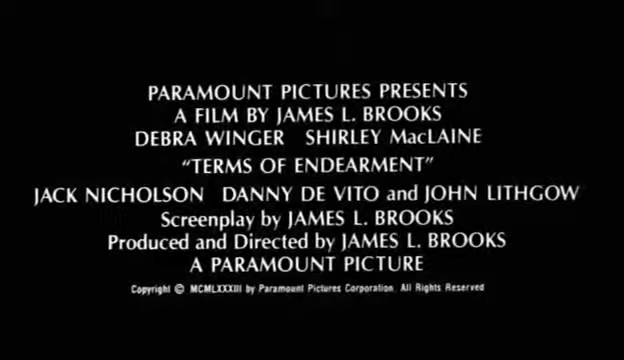 PARAMOUNT PICTURES PRESENTS
A FILM BY JAMES L. BROOKS
DEBRA WINGER SHIRLEY MacLAINE
“TERMS OF ENDEARMENT”
JACK NICHOLSON DANNY DE VITO and JOHN LITHGOW
Screenplay by JAMES L. BROOKS
Produced and Directed by JAMES L. BROOKS
A PARAMOUNT PICTURE
Copyright © MCMLXXXIII by Paramount Pictures Corporation. All Rights Reserved